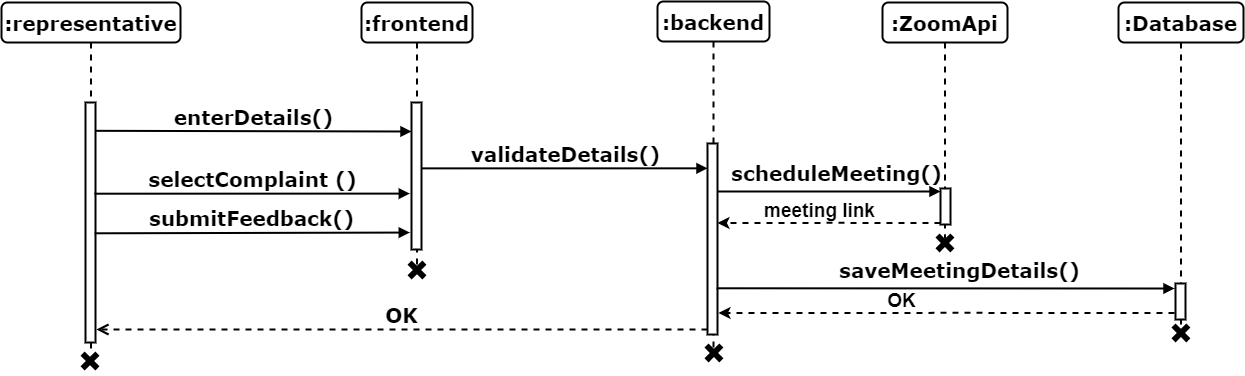 :representative
:frontend
:backend
:ZoomApi
:Database
enterDetails()
validateDetails()
selectComplaint ()
scheduleMeeting()
meeting link
submitFeedback()
saveMeetingDetails()
OK
OK